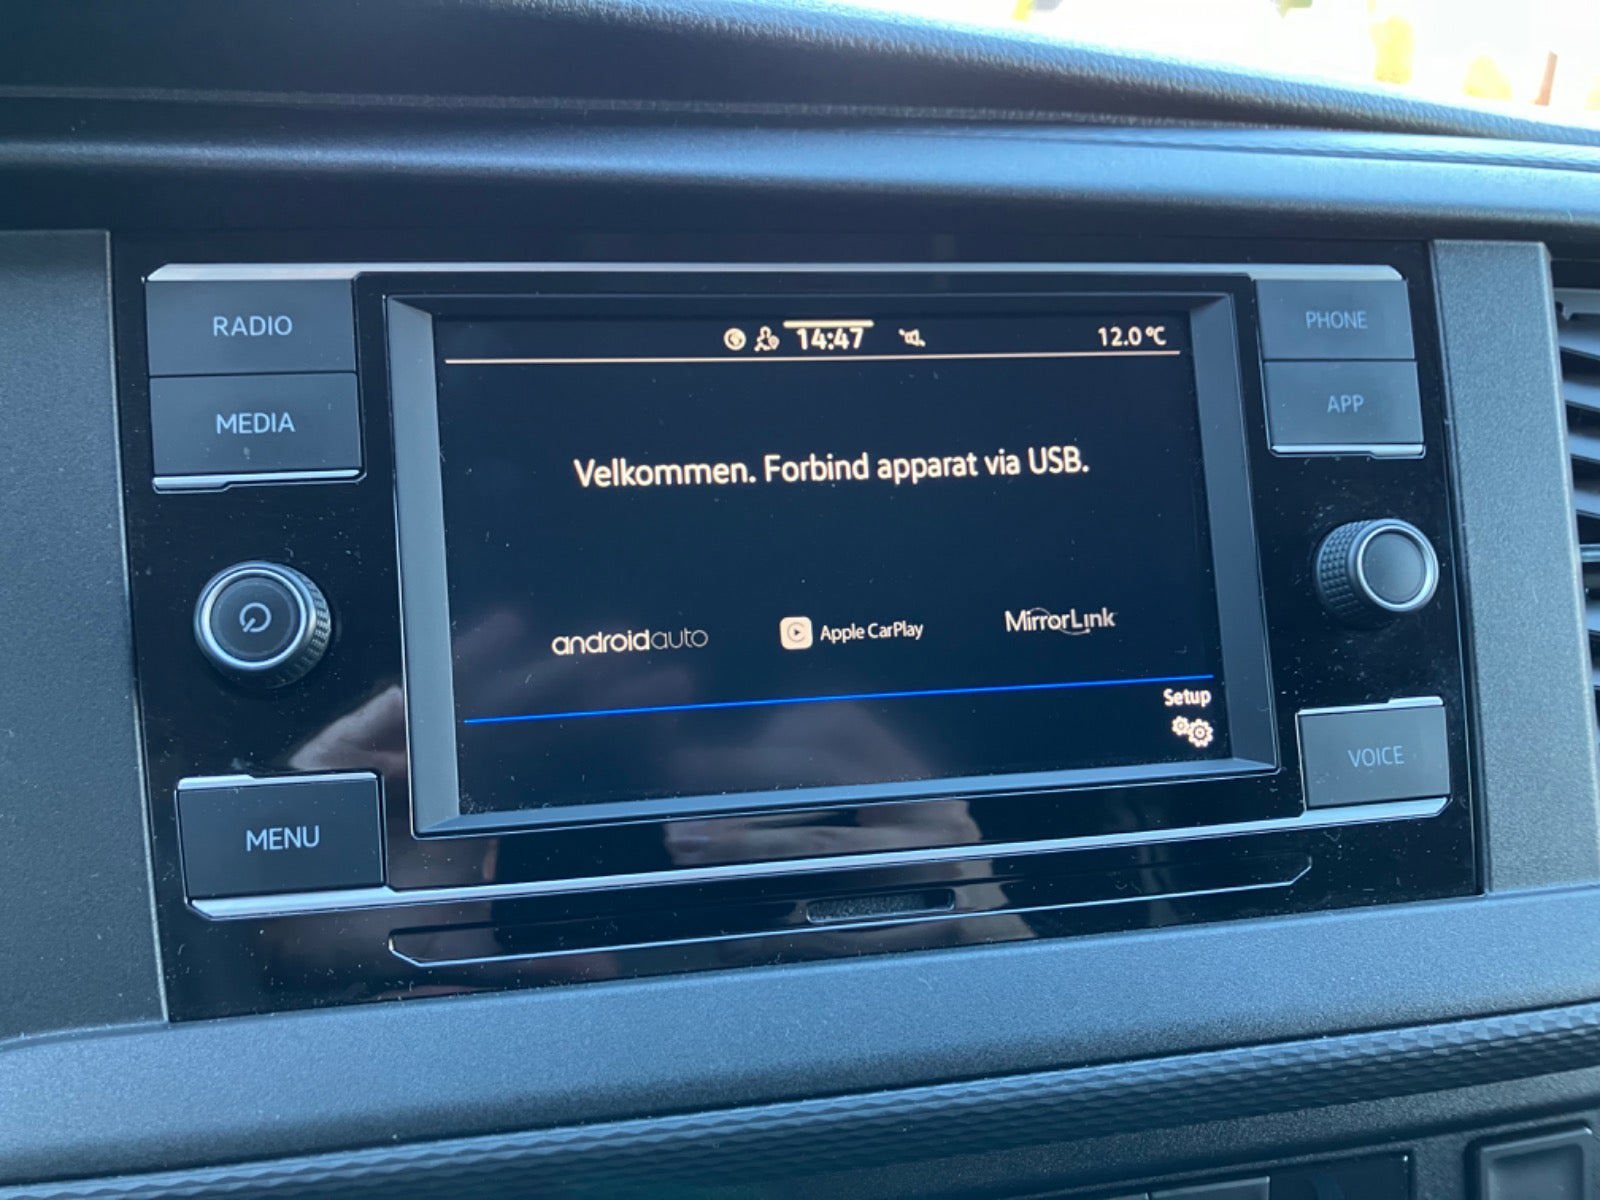 RADIO
MEDIA
MENU
14:47
12.0 °C
Velkommen. Forbind apparat via USB.
androidauto
Apple CarPlay
MirrorLink
Setup
PHONE
APP
VOICE